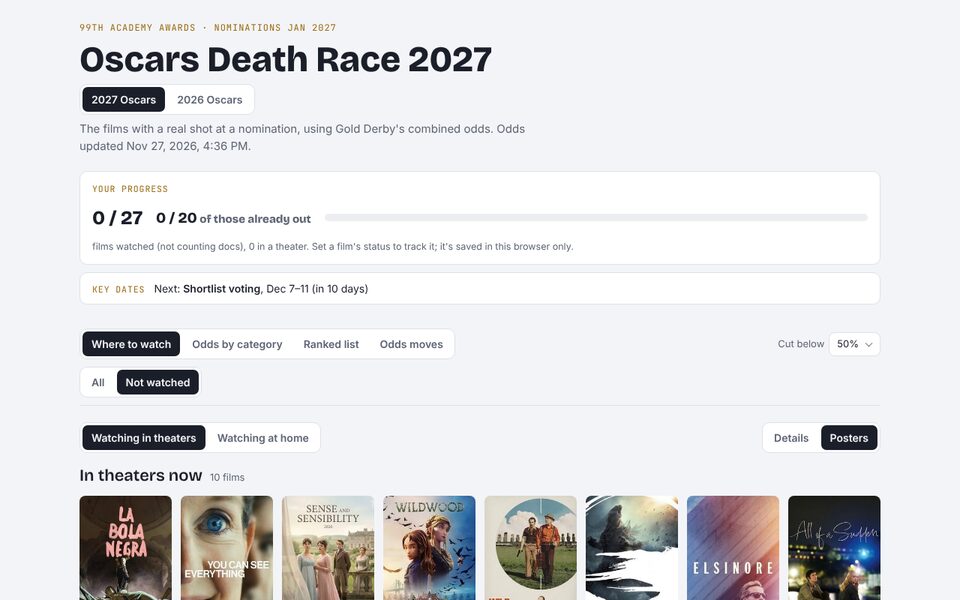 99TH ACADEMY AWARDS · NOMINATIONS JAN 2027
Oscars Death Race 2027
2027 Oscars
2026 Oscars
The films with a real shot at a nomination, using Gold Derby's combined odds. Odds
updated Nov 27, 2026, 4:36 PM.
YOUR PROGRESS
0 / 27 0 / 20 of those already out
films watched (not counting docs), 0 in a theater. Set a film's status to track it; it's saved in this browser only.
KEY DATES Next: Shortlist voting, Dec 7–11 (in 10 days)
Where to watch
Odds by category
Ranked list
Odds moves
Cut below 50%
All
Not watched
Watching in theaters
Watching at home
Details
Posters
In theaters now 10 films
LA
BOLA
NEGRA
YOU CAN SEE
EVERYTHING
SENSE AND
SENSIBILITY
2026
WILDWOOD
ELSINORE
All of a Sudden